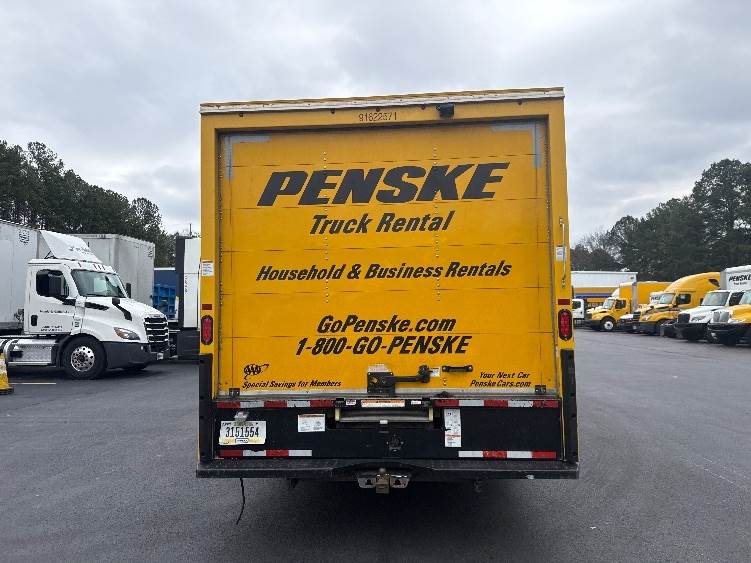 91822571
PENSKE
Truck Rental
Household & Business Rentals
GoPenske.com
1-800-GO-PENSKE
AAA
Special Savings for Members
Your Next Car
PenskeCars.com
3151554